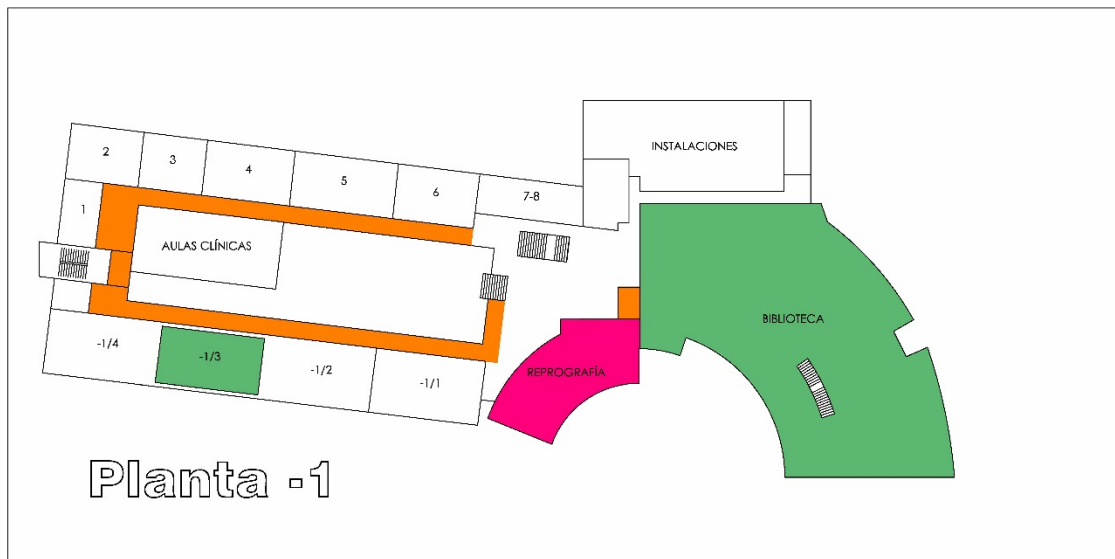 INSTALACIONES
2
3
4
5
6
7-8
1
AULAS CLÍNICAS
BIBLIOTECA
-1/4
-1/3
-1/2
-1/1
REPROGRAFÍA
Planta -1